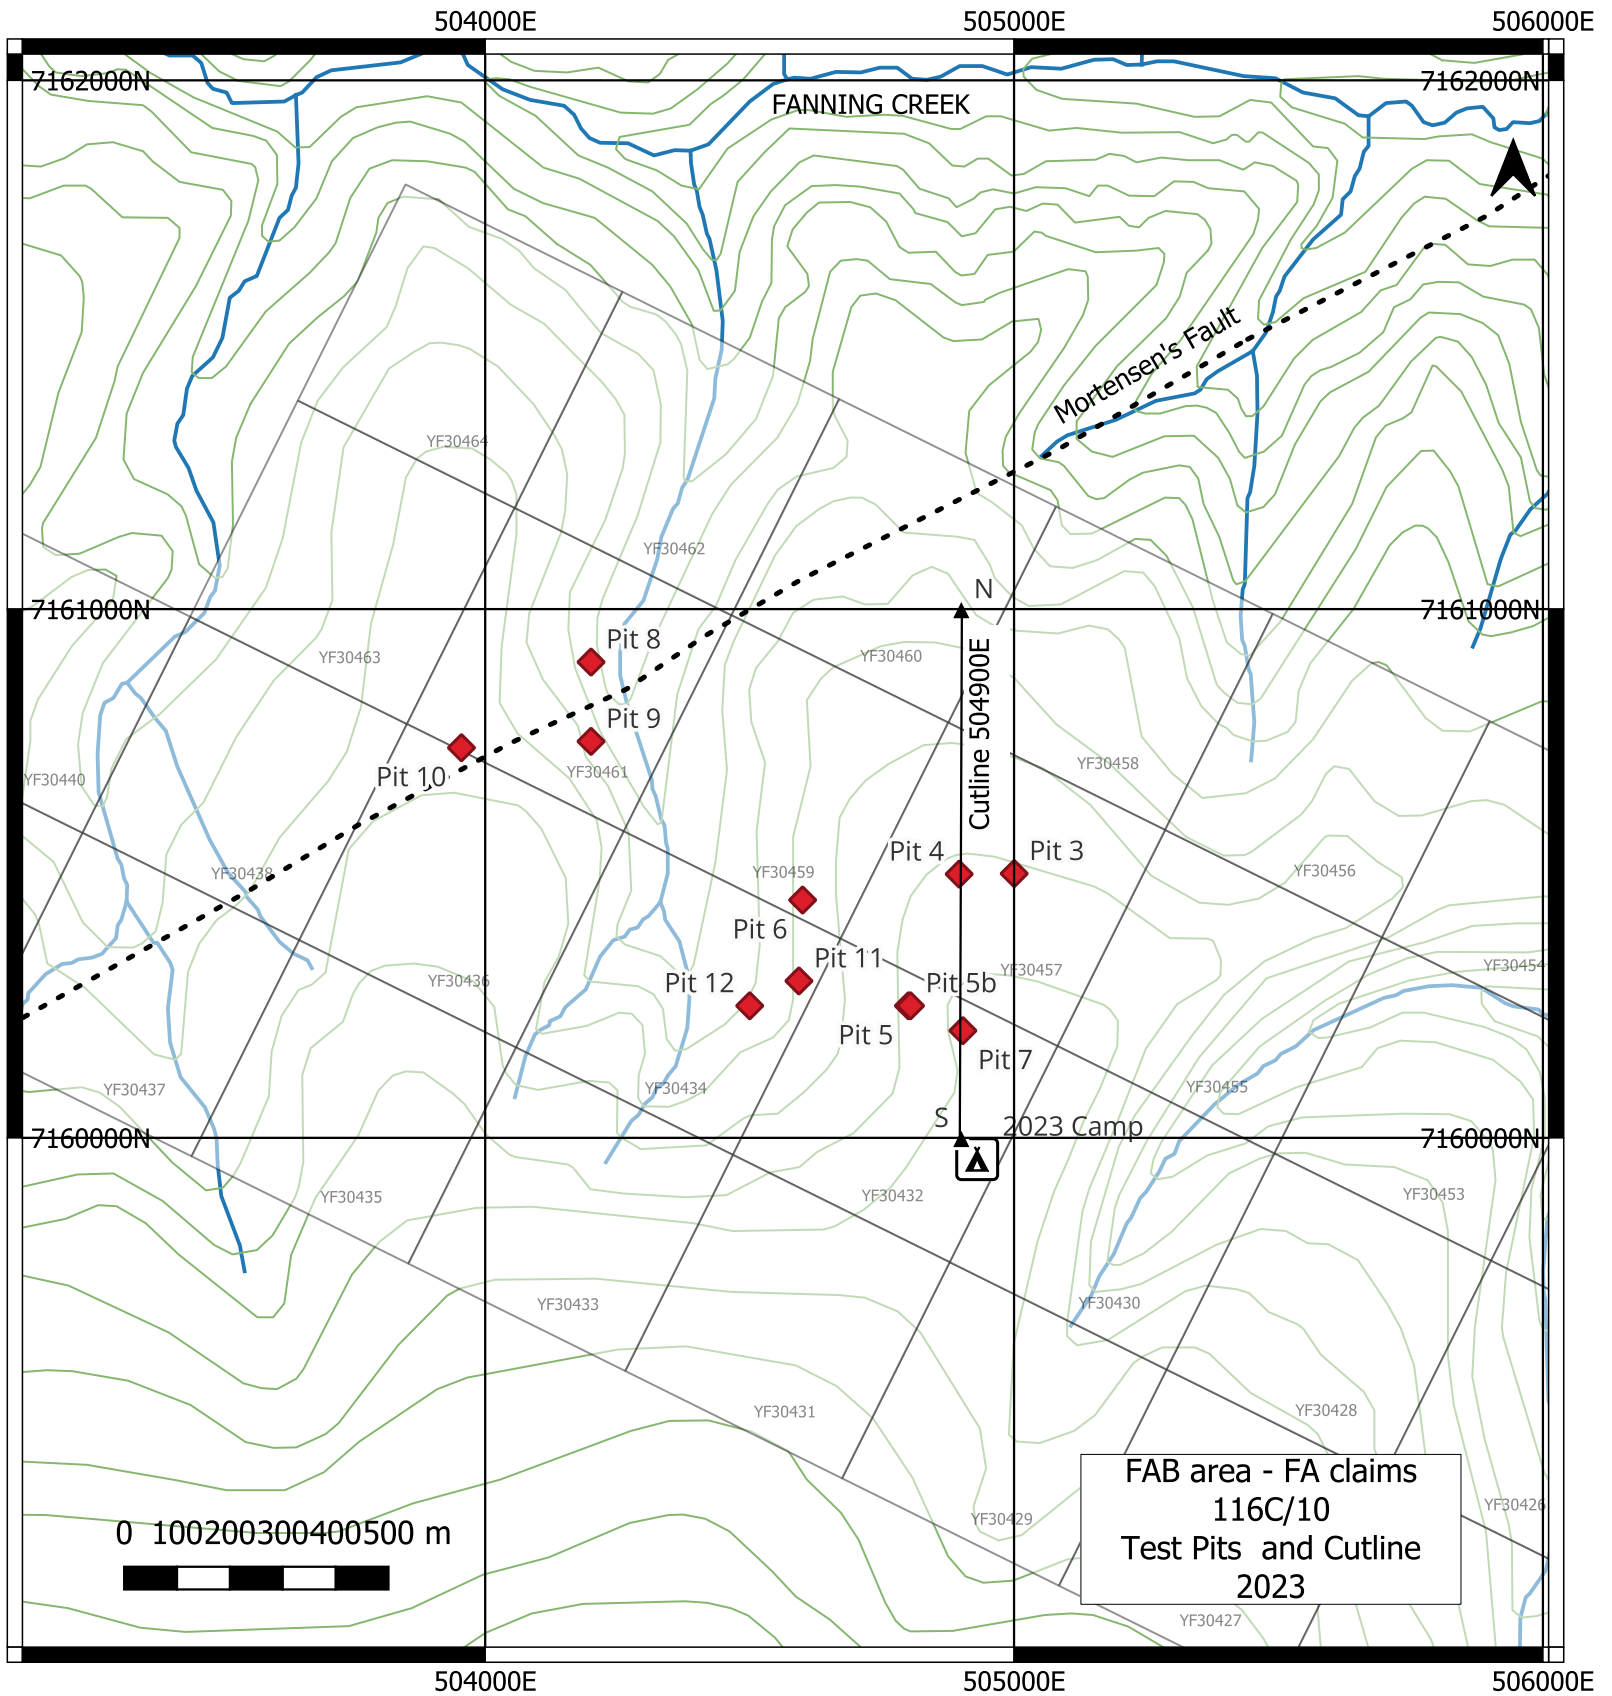 504000E 505000E 506000E
7162000N 7162000N
FANNING CREEK
Mortensen's Fault
YF30464
YF30462
N
7161000N 7161000N
Pit 8
YF30463 YF30460
Cutline 504900E
Pit 9
YF30458
Pit 10
YF30440 YF30461
Pit 4 Pit 3
YF30438 YF30459 YF30456
Pit 6
Pit 11
YF30457 YF30454
YF30436 Pit 12 Pit 5b
Pit 5
Pit 7
YF30437 YF30434 YF30455
S 2023 Camp
7160000N 7160000N
YF30435 YF30432 YF30453
YF30433 YF30430
YF30431 YF30428
FAB area - FA claims
116C/10
Test Pits and Cutline
2023
YF30429 YF30426
0 100200300400500 m
YF30427
504000E 505000E 506000E